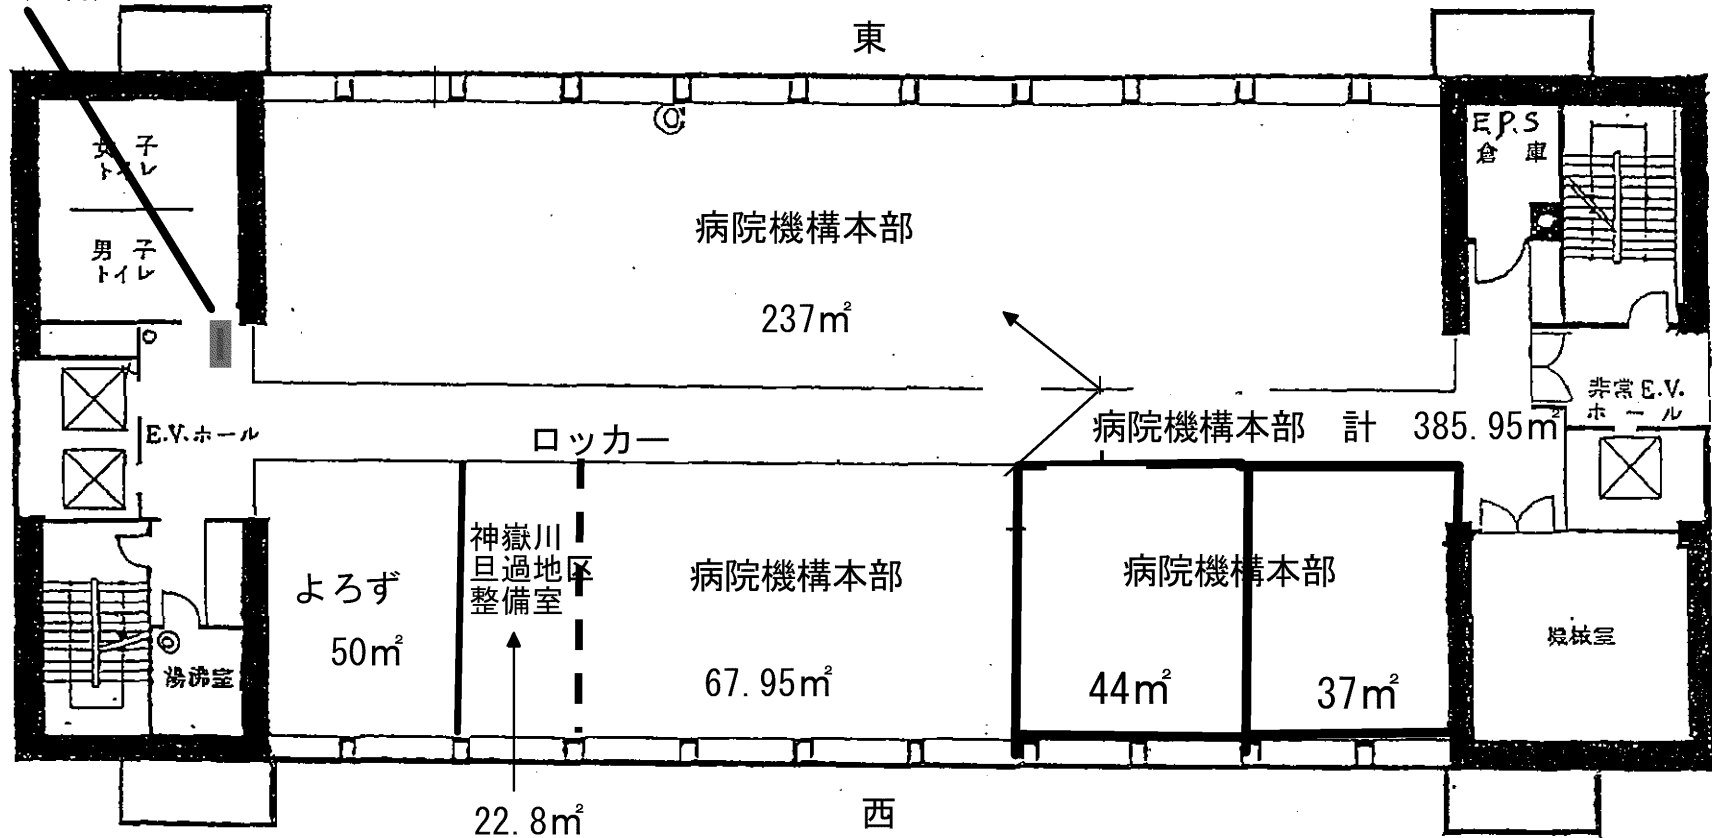 東
女子
トイレ
男子
トイレ
E.P.S
倉庫
病院機構本部
237㎡
非常E.V.
ホール
E.V.ホール
ロッカー
病院機構本部 計 385.95㎡
神嶽川
旦過地区
整備室
よろず
50㎡
病院機構本部
67.95㎡
病院機構本部
44㎡
37㎡
機械室
湯沸室
22.8㎡
西